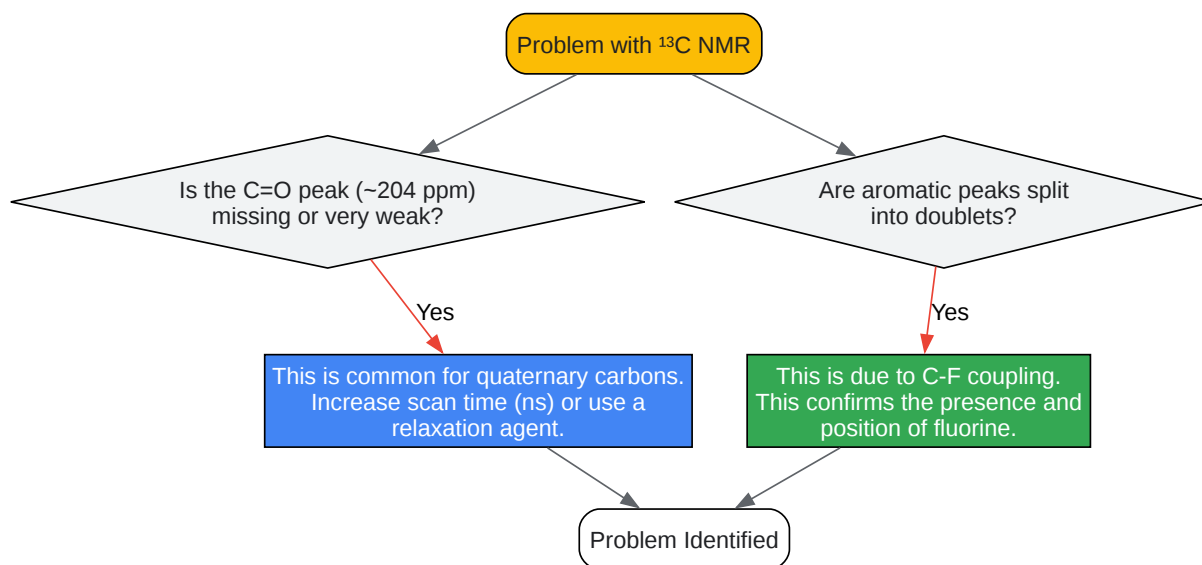 Problem with ¹³C NMR
Is the C=O peak (~204 ppm)
missing or very weak?
Are aromatic peaks split
into doublets?
Yes
Yes
This is common for quaternary carbons.
Increase scan time (ns) or use a
relaxation agent.
This is due to C-F coupling.
This confirms the presence and
position of fluorine.
Problem Identified